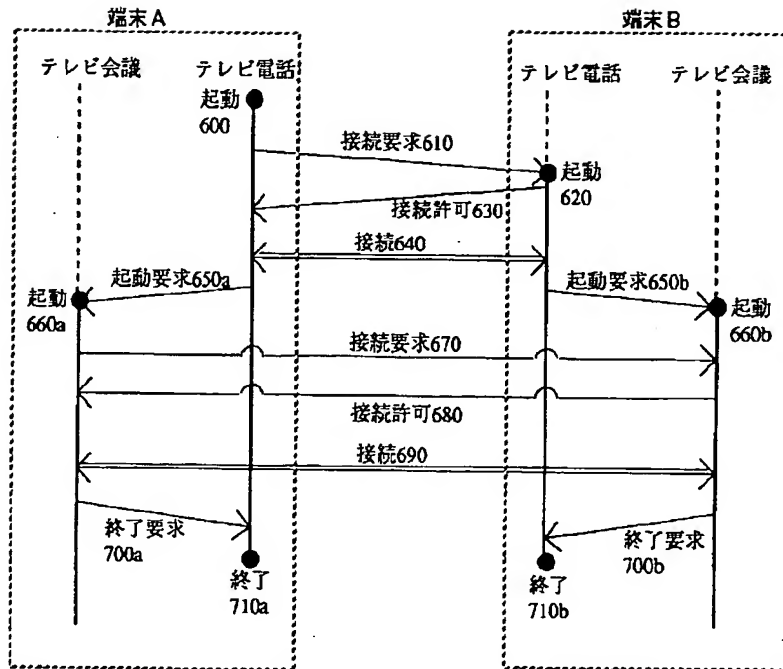 端末A
端末B
テレビ会議
テレビ電話
テレビ電話
テレビ会議
起動
600
接続要求610
起動
620
接続許可630
接続640
起動要求650a
起動要求650b
起動
660a
起動
660b
接続要求670
接続許可680
接続690
終了要求
700a
終了要求
700b
終了
710a
終了
710b